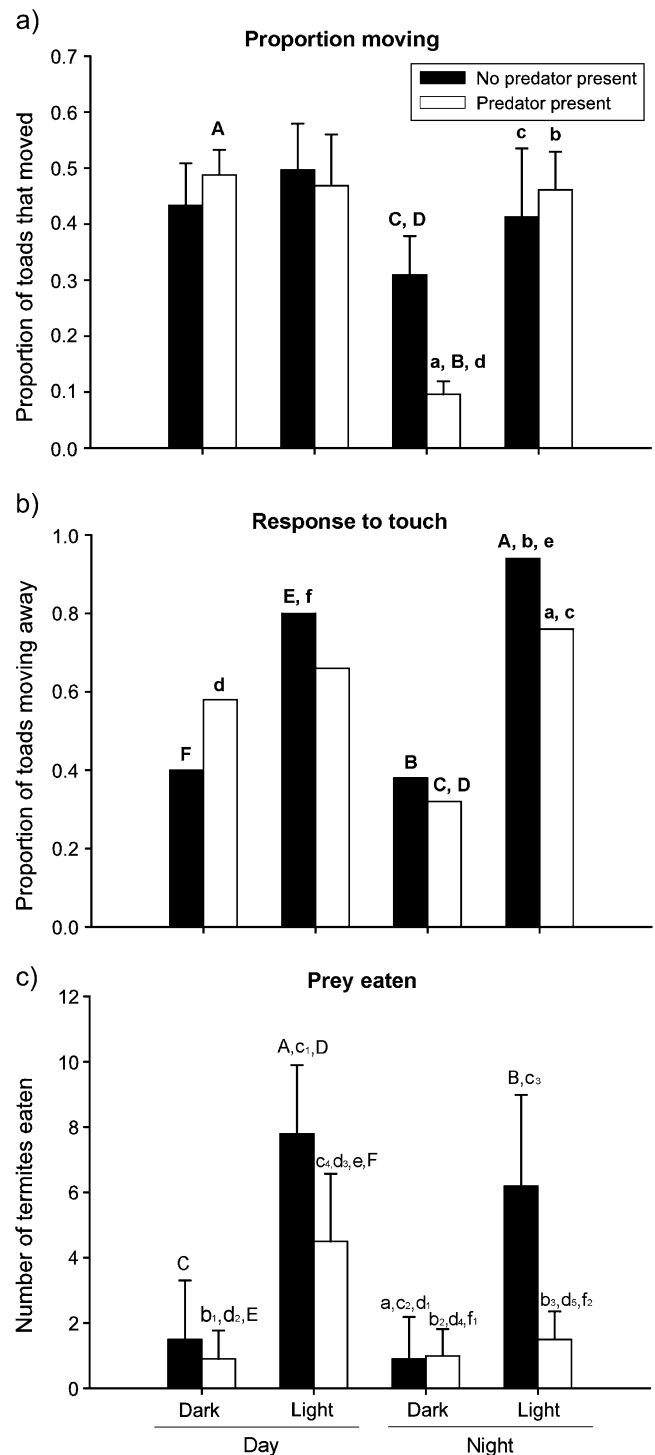 a)
Proportion moving
No predator present
Predator present
Proportion of toads that moved
0.7
0.6
0.5
0.4
0.3
0.2
0.1
0.0
A
C, D
a, B, d
c
b
b)
Response to touch
Proportion of toads moving away
1.0
0.8
0.6
0.4
0.2
0.0
F
d
E, f
B
C, D
A, b, e
a, c
c)
Prey eaten
Number of termites eaten
12
10
8
6
4
2
0
C
b₁,d₂,E
A,c₁,D
c₄,d₃,e,F
a,c₂,d₁
b₂,d₄,f₁
B,c₃
b₃,d₅,f₂
Dark Light Dark Light
Day Night